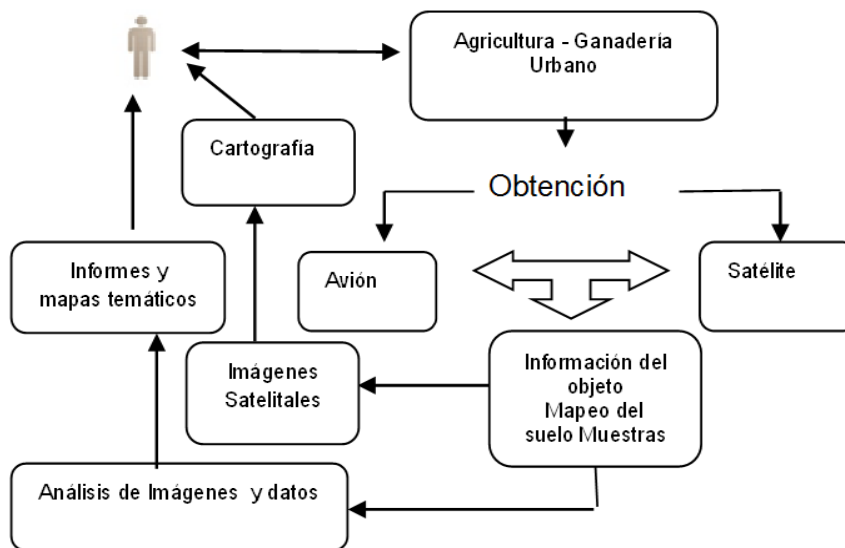 Agricultura - Ganadería
Urbano
Cartografía
Obtención
Informes y
mapas temáticos
Avión
Satélite
Imágenes
Satelitales
Información del
objeto
Mapeo del
suelo Muestras
Análisis de Imágenes y datos